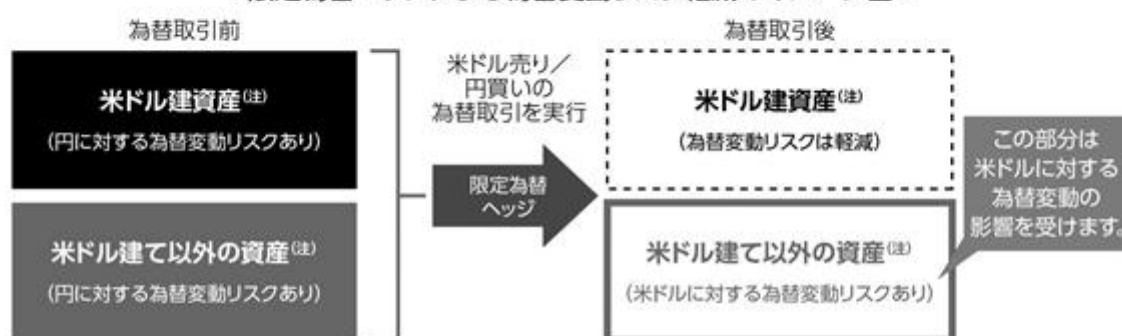 為替取引前
米ドル建資産(注)
(円に対する為替変動リスクあり)
米ドル建て以外の資産(注)
(円に対する為替変動リスクあり)
米ドル売り／
円買いの
為替取引を実行
限定為替
ヘッジ
為替取引後
米ドル建資産(注)
(為替変動リスクは軽減)
米ドル建て以外の資産(注)
(米ドルに対する為替変動リスクあり)
この部分は
米ドルに対する
為替変動の
影響を受けます。